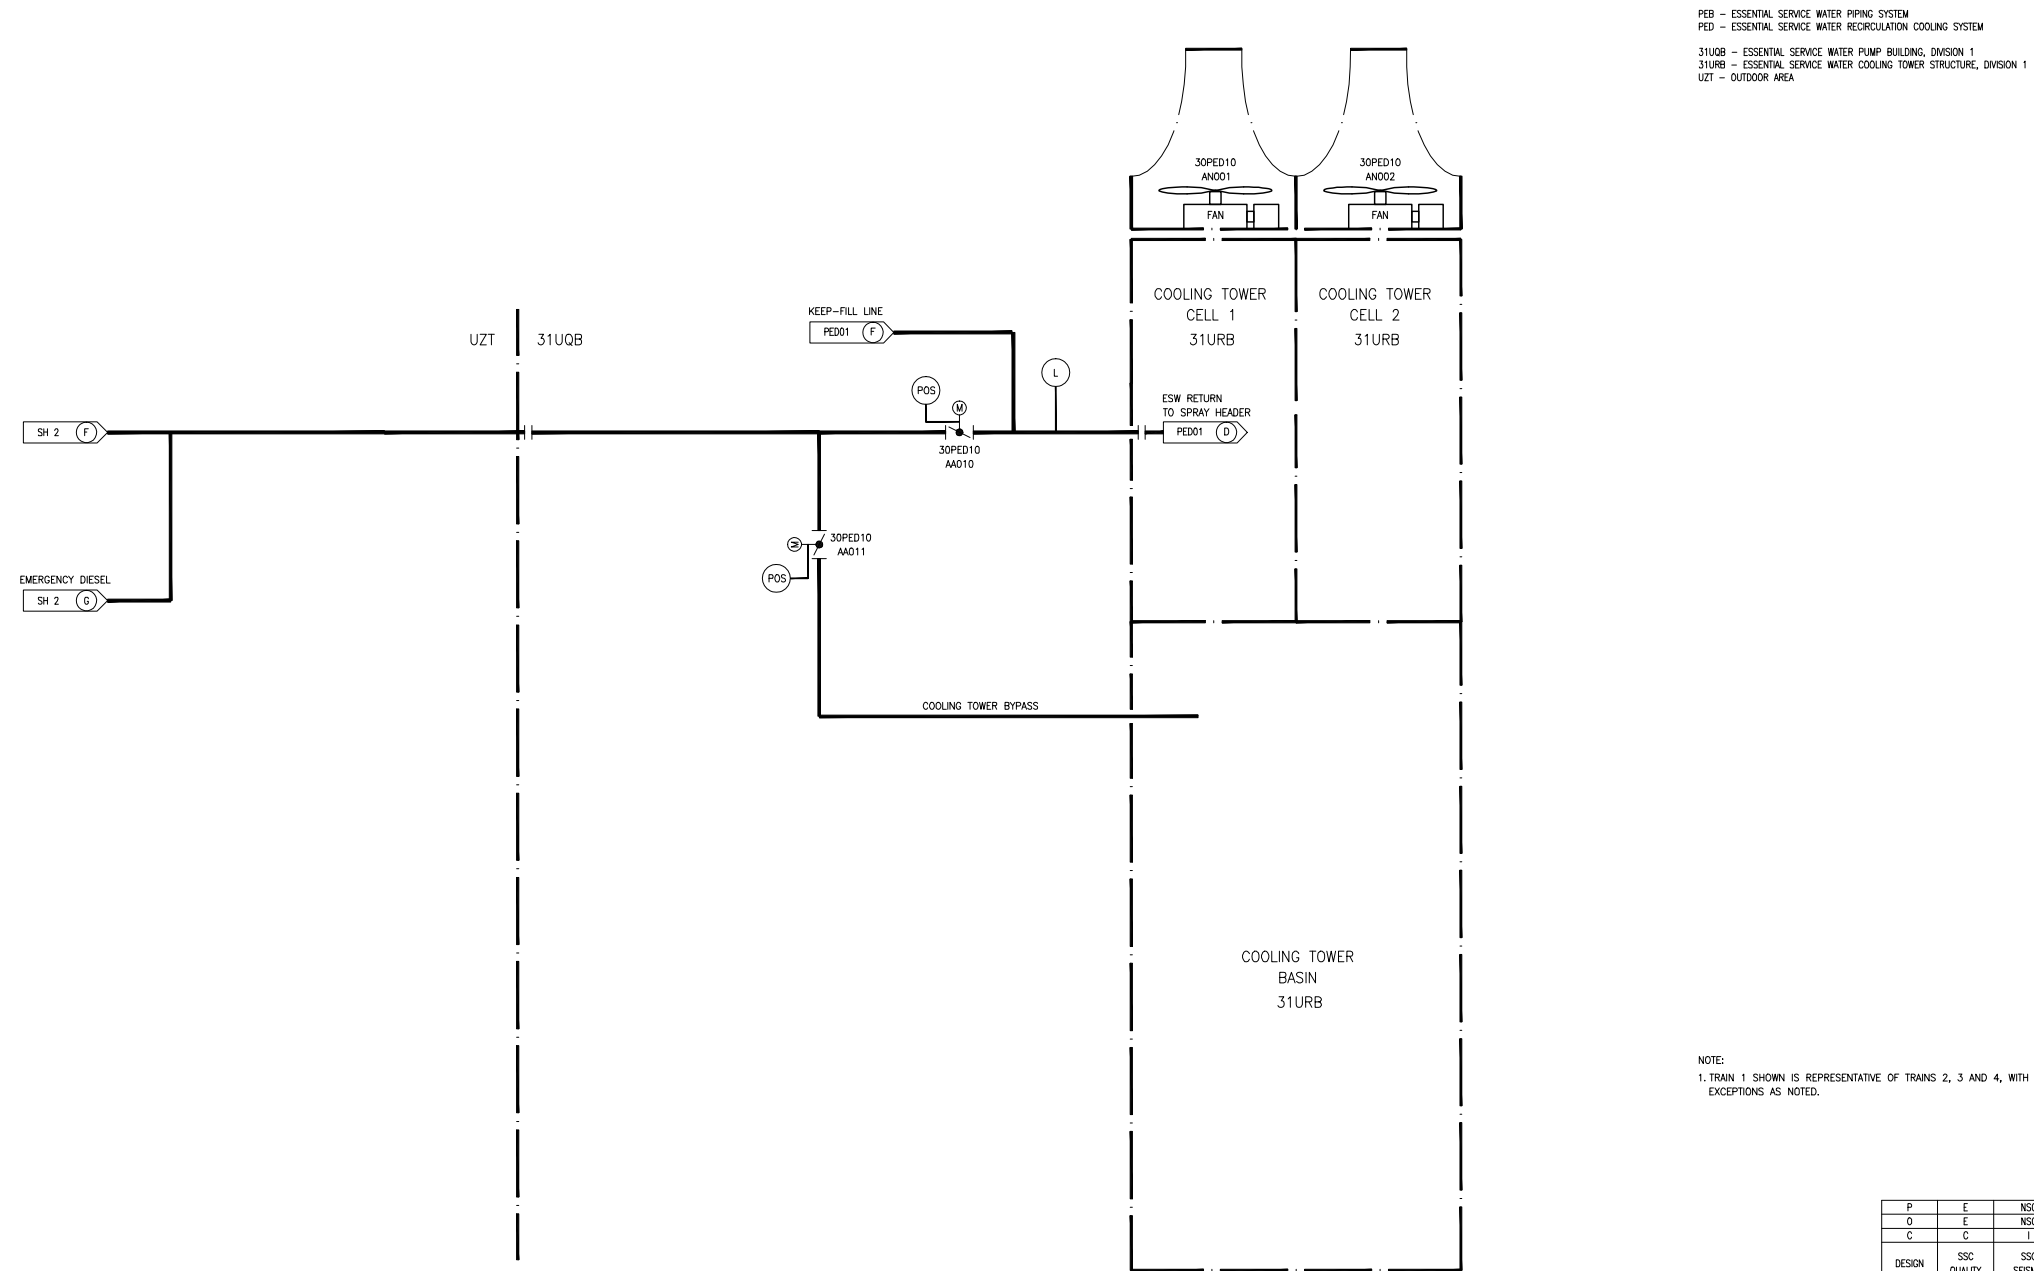 PEB – ESSENTIAL SERVICE WATER PIPING SYSTEM
PED – ESSENTIAL SERVICE WATER RECIRCULATION COOLING SYSTEM
31UQB – ESSENTIAL SERVICE WATER PUMP BUILDING, DIVISION 1
31URB – ESSENTIAL SERVICE WATER COOLING TOWER STRUCTURE, DIVISION 1
UZT – OUTDOOR AREA
30PED10
AN001
FAN
30PED10
AN002
FAN
COOLING TOWER
CELL 1
31URB
COOLING TOWER
CELL 2
31URB
UZT
31UQB
KEEP–FILL LINE
PED01 F
L
POS
M
30PED10
AA010
ESW RETURN
TO SPRAY HEADER
PED01 D
SH 2 F
M
30PED10
AA011
POS
EMERGENCY DIESEL
SH 2 G
COOLING TOWER BYPASS
COOLING TOWER
BASIN
31URB
NOTE:
1. TRAIN 1 SHOWN IS REPRESENTATIVE OF TRAINS 2, 3 AND 4, WITH
EXCEPTIONS AS NOTED.
P E
O E
C C I
DESIGN
SSC
QUALITY